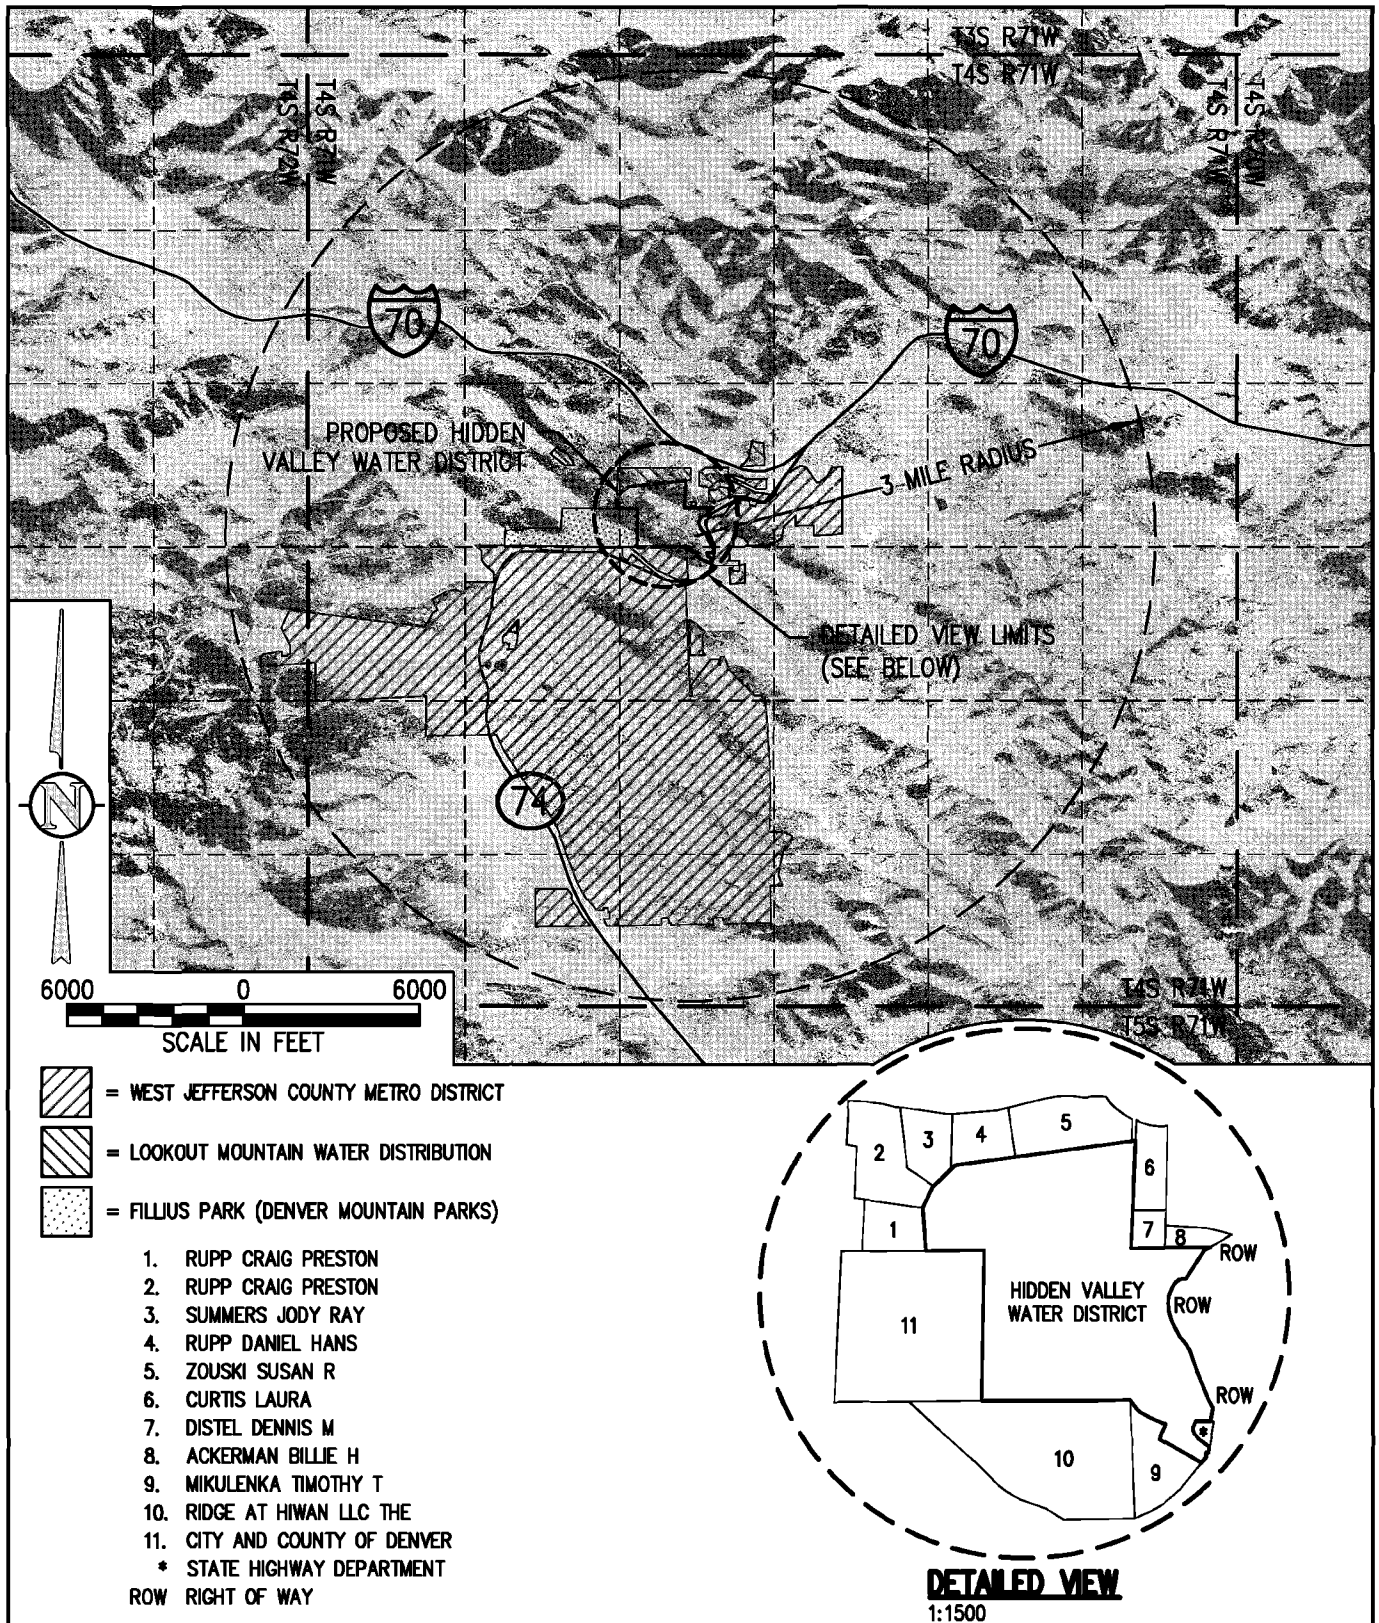 T3S R71W
T4S R71W
T4S R71W
T4S R72W
T4S R70W
T4S R71W
70
70
PROPOSED HIDDEN
VALLEY WATER DISTRICT
3-MILE RADIUS
DETAILED VIEW LIMITS
(SEE BELOW)
74
N
T4S R71W
T5S R71W
6000 0 6000
SCALE IN FEET
= WEST JEFFERSON COUNTY METRO DISTRICT
= LOOKOUT MOUNTAIN WATER DISTRIBUTION
= FILLIUS PARK (DENVER MOUNTAIN PARKS)
1. RUPP CRAIG PRESTON
2. RUPP CRAIG PRESTON
3. SUMMERS JODY RAY
4. RUPP DANIEL HANS
5. ZOUSKI SUSAN R
6. CURTIS LAURA
7. DISTEL DENNIS M
8. ACKERMAN BILLIE H
9. MIKULENKA TIMOTHY T
10. RIDGE AT HIWAN LLC THE
11. CITY AND COUNTY OF DENVER
* STATE HIGHWAY DEPARTMENT
ROW RIGHT OF WAY
5
4
3
2
6
1
7
8
ROW
HIDDEN VALLEY
WATER DISTRICT
ROW
11
ROW
*
10
9
DETAILED VIEW
1:1500